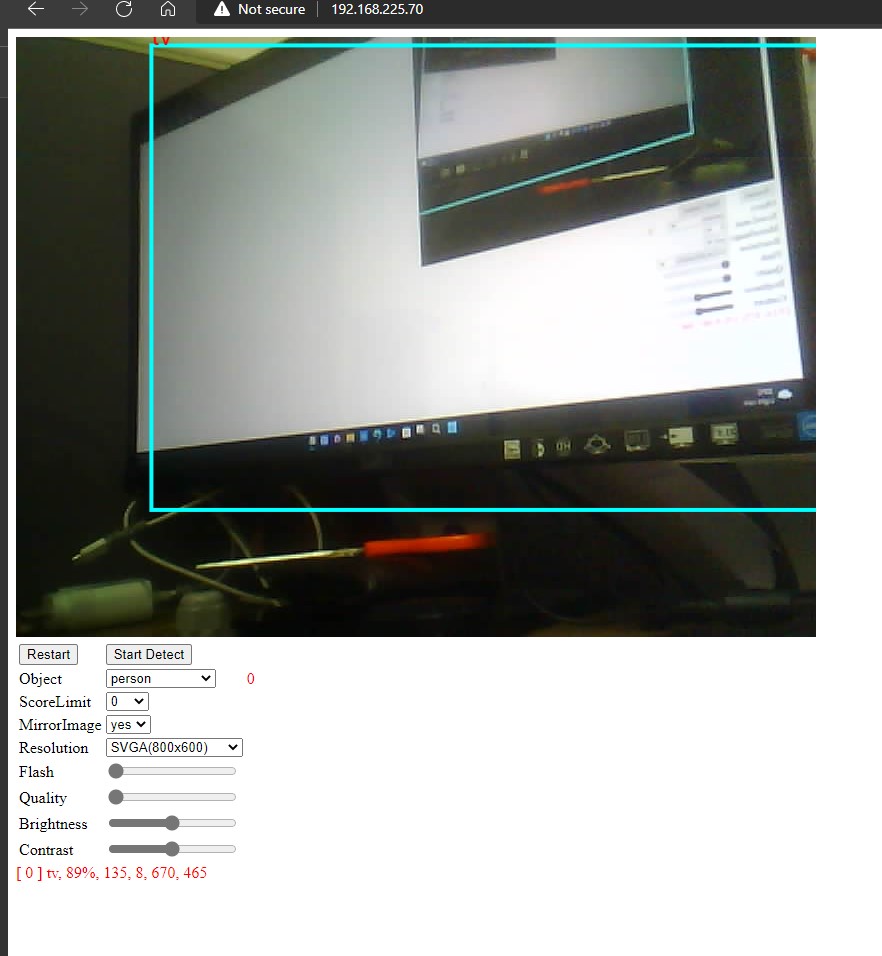 Not secure 192.168.225.70
tv
Restart Start Detect
Object person 0
ScoreLimit 0
MirrorImage yes
Resolution SVGA(800x600)
Flash
Quality
Brightness
Contrast
[ 0 ] tv, 89%, 135, 8, 670, 465